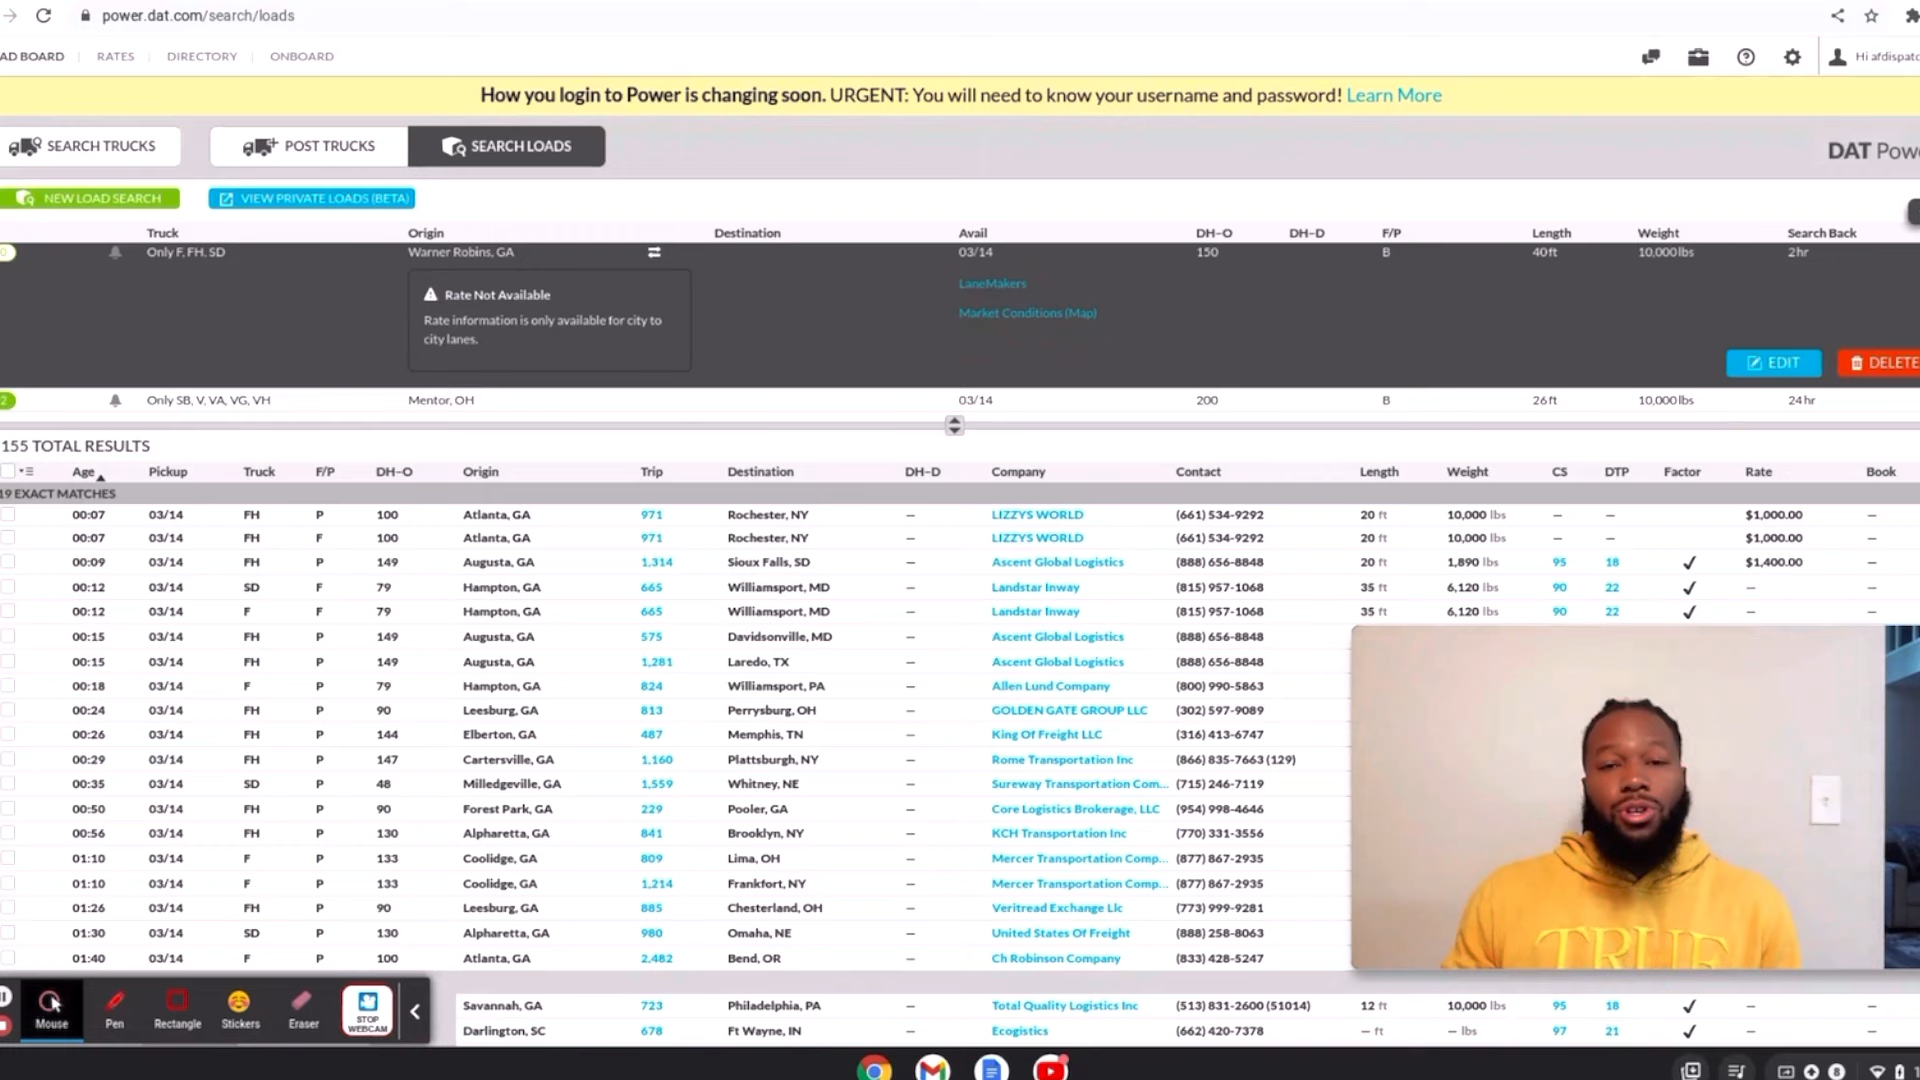 power.dat.com/search/loads
AD BOARD RATES DIRECTORY ONBOARD Hi afdispatc
How you login to Power is changing soon. URGENT: You will need to know your username and password! Learn More
SEARCH TRUCKS POST TRUCKS SEARCH LOADS DAT Powe
NEW LOAD SEARCH VIEW PRIVATE LOADS (BETA)
Truck Origin Destination Avail DH-O DH-D F/P Length Weight Search Back
Only F, FH, SD Warner Robins, GA 03/14 150 B 40 ft 10,000 lbs 2 hr
LaneMakers
Rate Not Available
Market Conditions (Map)
Rate information is only available for city to
city lanes.
EDIT DELETE
2 Only SB, V, VA, VG, VH Mentor, OH 03/14 200 B 26 ft 10,000 lbs 24 hr
155 TOTAL RESULTS
Age Pickup Truck F/P DH-O Origin Trip Destination DH-D Company Contact Length Weight CS DTP Factor Rate Book
19 EXACT MATCHES
00:07 03/14 FH P 100 Atlanta, GA 971 Rochester, NY — LIZZYS WORLD (661) 534-9292 20 ft 10,000 lbs — — $1,000.00 —
00:07 03/14 FH F 100 Atlanta, GA 971 Rochester, NY — LIZZYS WORLD (661) 534-9292 20 ft 10,000 lbs — — $1,000.00 —
00:09 03/14 FH P 149 Augusta, GA 1,314 Sioux Falls, SD — Ascent Global Logistics (888) 656-8848 20 ft 1,890 lbs 95 18 ✓ $1,400.00 —
00:12 03/14 SD F 79 Hampton, GA 665 Williamsport, MD — Landstar Inway (815) 957-1068 35 ft 6,120 lbs 90 22 ✓ — —
00:12 03/14 F F 79 Hampton, GA 665 Williamsport, MD — Landstar Inway (815) 957-1068 35 ft 6,120 lbs 90 22 ✓ — —
00:15 03/14 FH P 149 Augusta, GA 575 Davidsonville, MD — Ascent Global Logistics (888) 656-8848
00:15 03/14 FH P 149 Augusta, GA 1,281 Laredo, TX — Ascent Global Logistics (888) 656-8848
00:18 03/14 F P 79 Hampton, GA 824 Williamsport, PA — Allen Lund Company (800) 990-5863
00:24 03/14 FH P 90 Leesburg, GA 813 Perrysburg, OH — GOLDEN GATE GROUP LLC (302) 597-9089
00:26 03/14 FH P 144 Elberton, GA 487 Memphis, TN — King Of Freight LLC (316) 413-6747
00:29 03/14 FH P 147 Cartersville, GA 1,160 Plattsburgh, NY — Rome Transportation Inc (866) 835-7663 (129)
00:35 03/14 SD P 48 Milledgeville, GA 1,559 Whitney, NE — Sureway Transportation Com... (715) 246-7119
00:50 03/14 FH P 90 Forest Park, GA 229 Pooler, GA — Core Logistics Brokerage, LLC (954) 998-4646
00:56 03/14 FH P 130 Alpharetta, GA 841 Brooklyn, NY — KCH Transportation Inc (770) 331-3556
01:10 03/14 F P 133 Coolidge, GA 809 Lima, OH — Mercer Transportation Comp... (877) 867-2935
01:10 03/14 F P 133 Coolidge, GA 1,214 Frankfort, NY — Mercer Transportation Comp... (877) 867-2935
01:26 03/14 FH P 90 Leesburg, GA 885 Chesterland, OH — Veritread Exchange Llc (773) 999-9281
01:30 03/14 SD P 130 Alpharetta, GA 980 Omaha, NE — United States Of Freight (888) 258-8063
01:40 03/14 F P 100 Atlanta, GA 2,482 Bend, OR — Ch Robinson Company (833) 428-5247
TRUE
Savannah, GA 723 Philadelphia, PA — Total Quality Logistics Inc (513) 831-2600 (51014) 12 ft 10,000 lbs 95 18 ✓ — —
Darlington, SC 678 Ft Wayne, IN — Ecogistics (662) 420-7378 — ft — lbs 97 21 ✓ — —
Mouse Pen Rectangle Stickers Eraser STOP WEBCAM